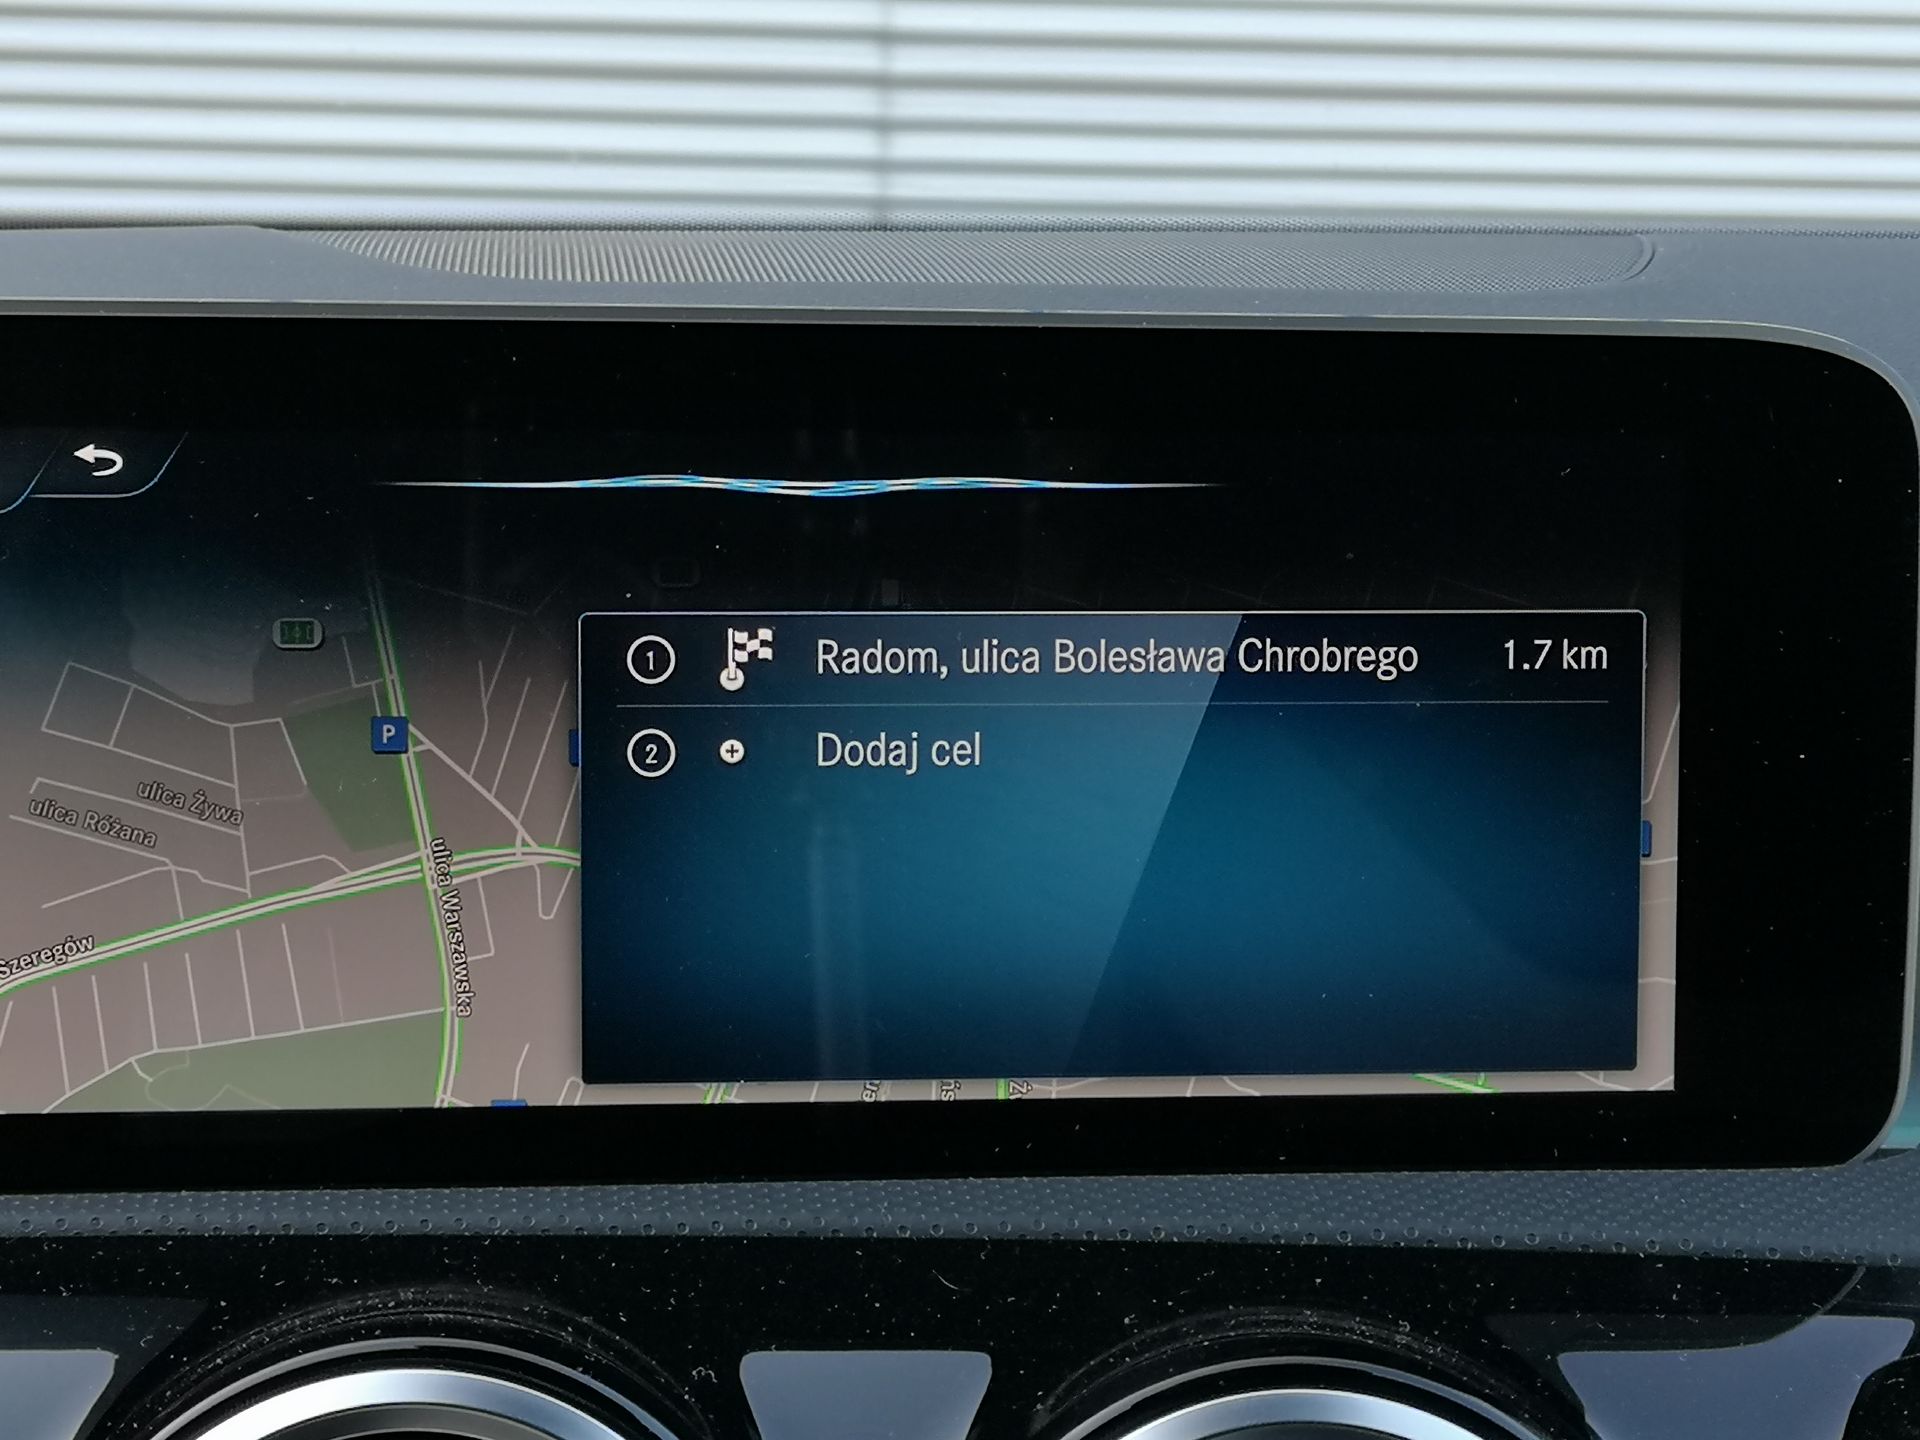 1 Radom, ulica Bolesława Chrobrego 1.7 km
2 Dodaj cel
P
ulica Żywa
ulica Różana
ulica Warszawska
Szeregów